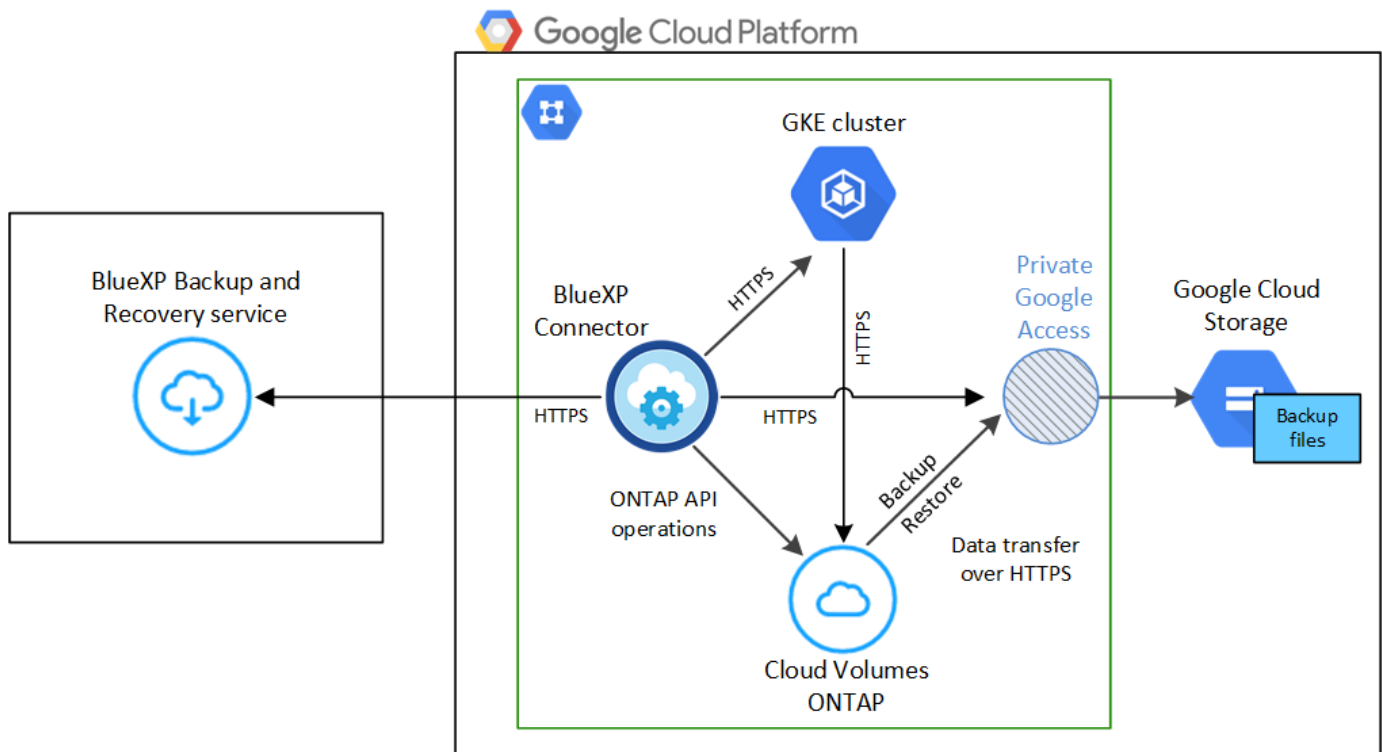 Google Cloud Platform
GKE cluster
BlueXP Backup and
Recovery service
BlueXP
Connector
HTTPS
Private
Google
Access
Google Cloud
Storage
HTTPS
HTTPS
HTTPS
Backup
files
ONTAP API
operations
Backup
Restore
Data transfer
over HTTPS
Cloud Volumes
ONTAP